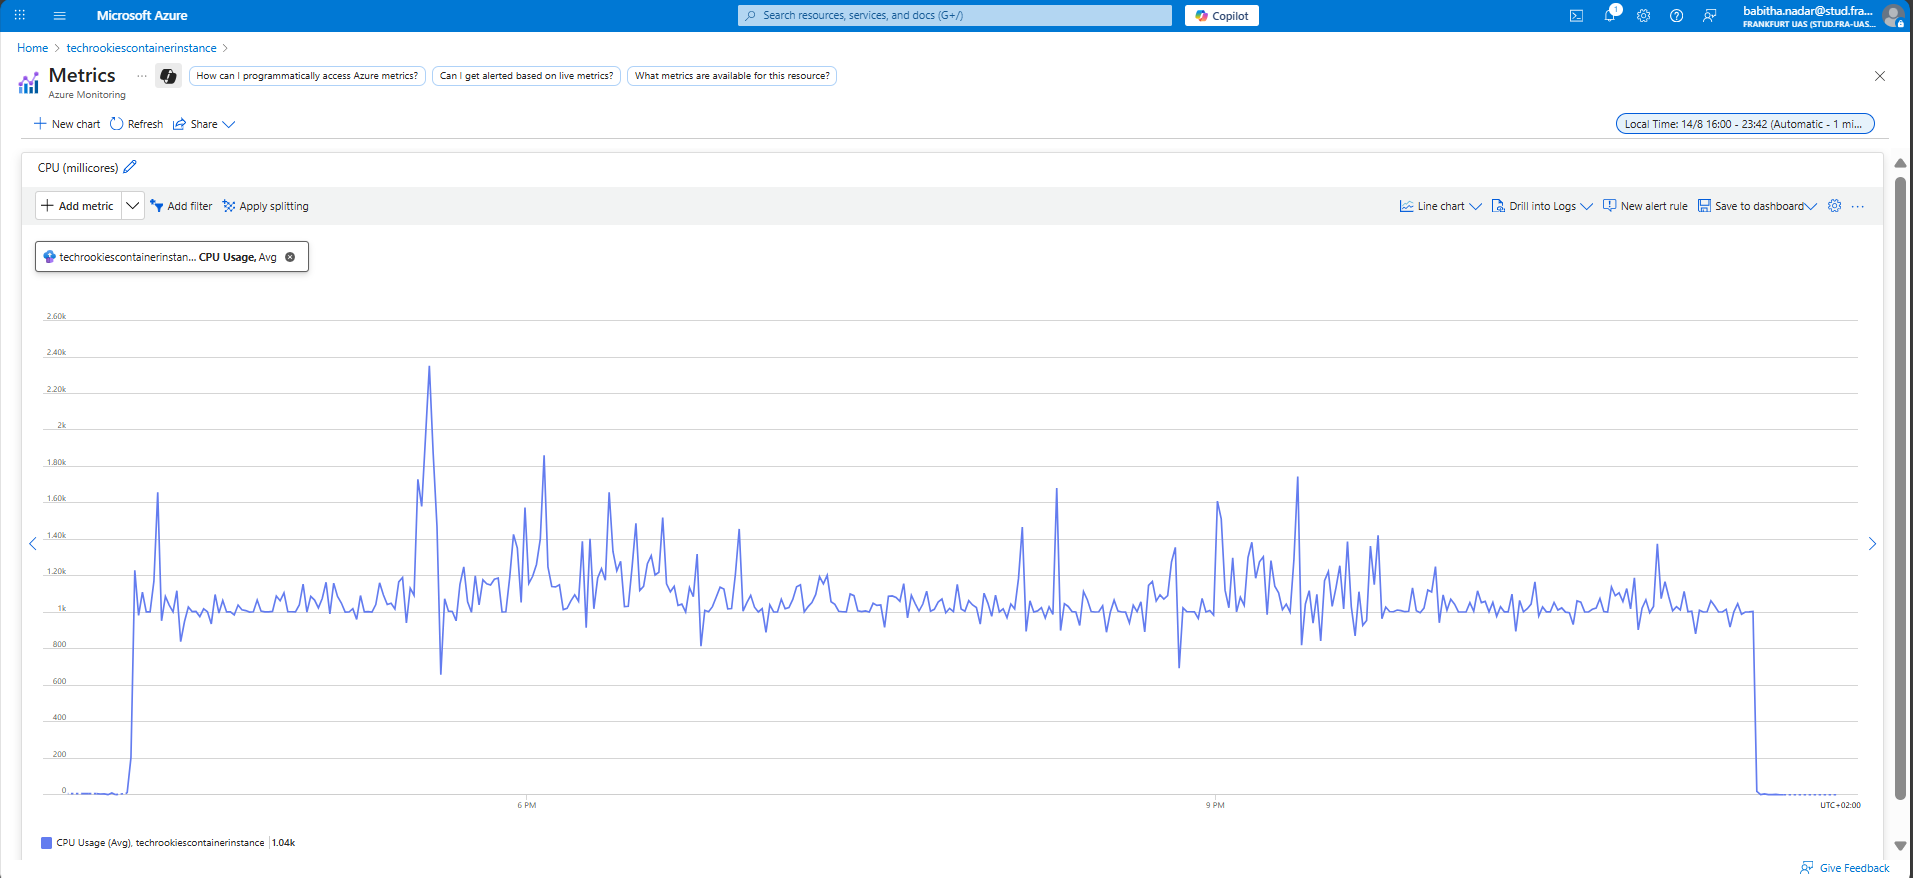 Microsoft Azure
Search resources, services, and docs (G+/)
Copilot
1
babitha.nadar@stud.fra...
FRANKFURT UAS (STUD.FRA-UAS...
Home > techrookiescontainerinstance >
Metrics ...
Azure Monitoring
How can I programmatically access Azure metrics?
Can I get alerted based on live metrics?
What metrics are available for this resource?
New chart
Refresh
Share
Local Time: 14/8 16:00 - 23:42 (Automatic - 1 mi...
CPU (millicores)
Add metric
Add filter
Apply splitting
Line chart
Drill into Logs
New alert rule
Save to dashboard
...
techrookiescontainerinstan... CPU Usage, Avg
2.60k
2.40k
2.20k
2k
1.80k
1.60k
1.40k
1.20k
1k
800
600
400
200
0
6 PM
9 PM
UTC+02:00
CPU Usage (Avg), techrookiescontainerinstance | 1.04k
Give Feedback